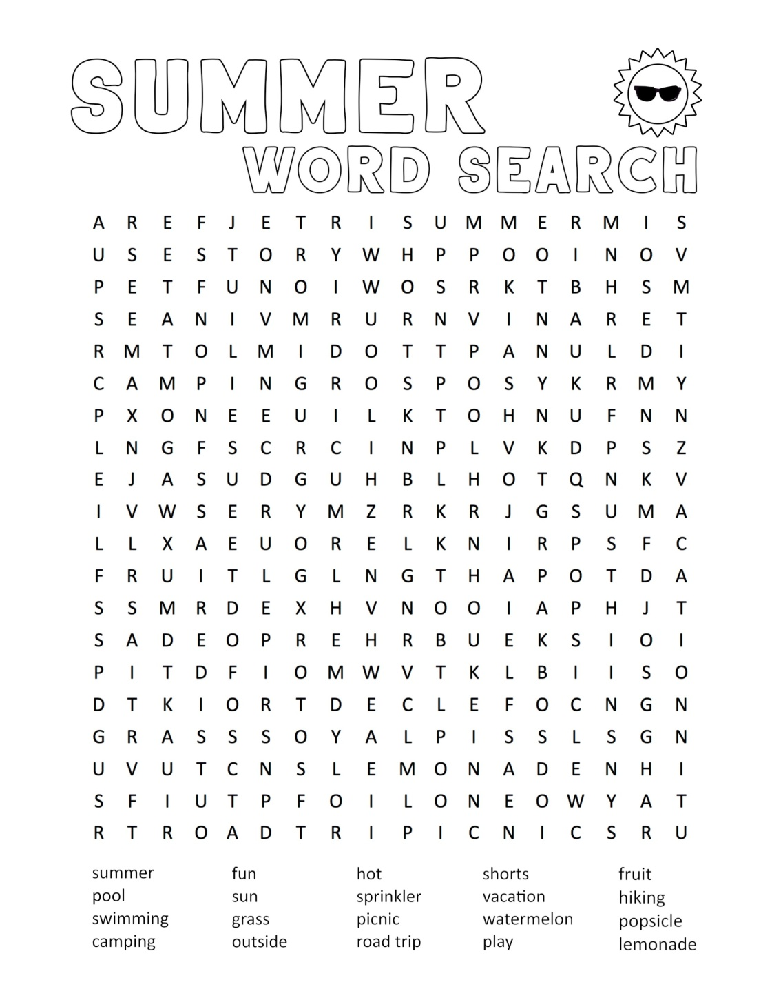 SUMMER
WORD SEARCH
A R E F J E T R I S U M M E R M I S
U S E S T O R Y W H P P O O I N O V
P E T F U N O I W O S R K T B H S M
S E A N I V M R U R N V I N A R E T
R M T O L M I D O T T P A N U L D I
C A M P I N G R O S P O S Y K R M Y
P X O N E E U I L K T O H N U F N N
L N G F S C R C I N P L V K D P S Z
E J A S U D G U H B L H O T Q N K V
I V W S E R Y M Z R K R J G S U M A
L L X A E U O R E L K N I R P S F C
F R U I T L G L N G T H A P O T D A
S S M R D E X H V N O O I A P H J T
S A D E O P R E H R B U E K S I O I
P I T D F I O M W V T K L B I I S O
D T K I O R T D E C L E F O C N G N
G R A S S S O Y A L P I S S L S G N
U V U T C N S L E M O N A D E N H I
S F I U T P F O I L O N E O W Y A T
R T R O A D T R I P I C N I C S R U
summer fun hot shorts fruit
pool sun sprinkler vacation hiking
swimming grass picnic watermelon popsicle
camping outside road trip play lemonade